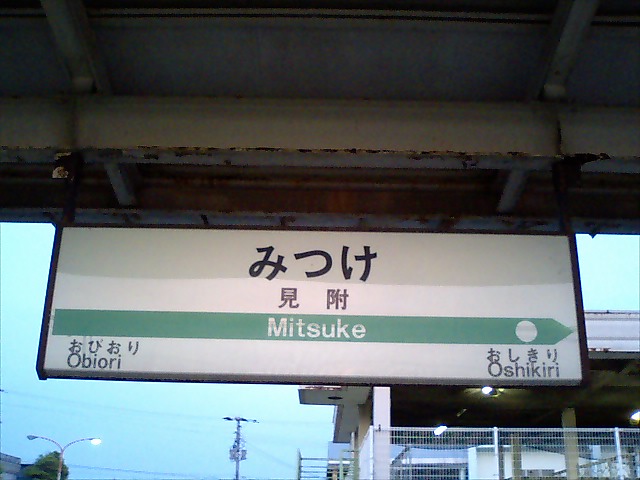 みつけ
見附
Mitsuke
おびおり
Obiori
おしきり
Oshikiri